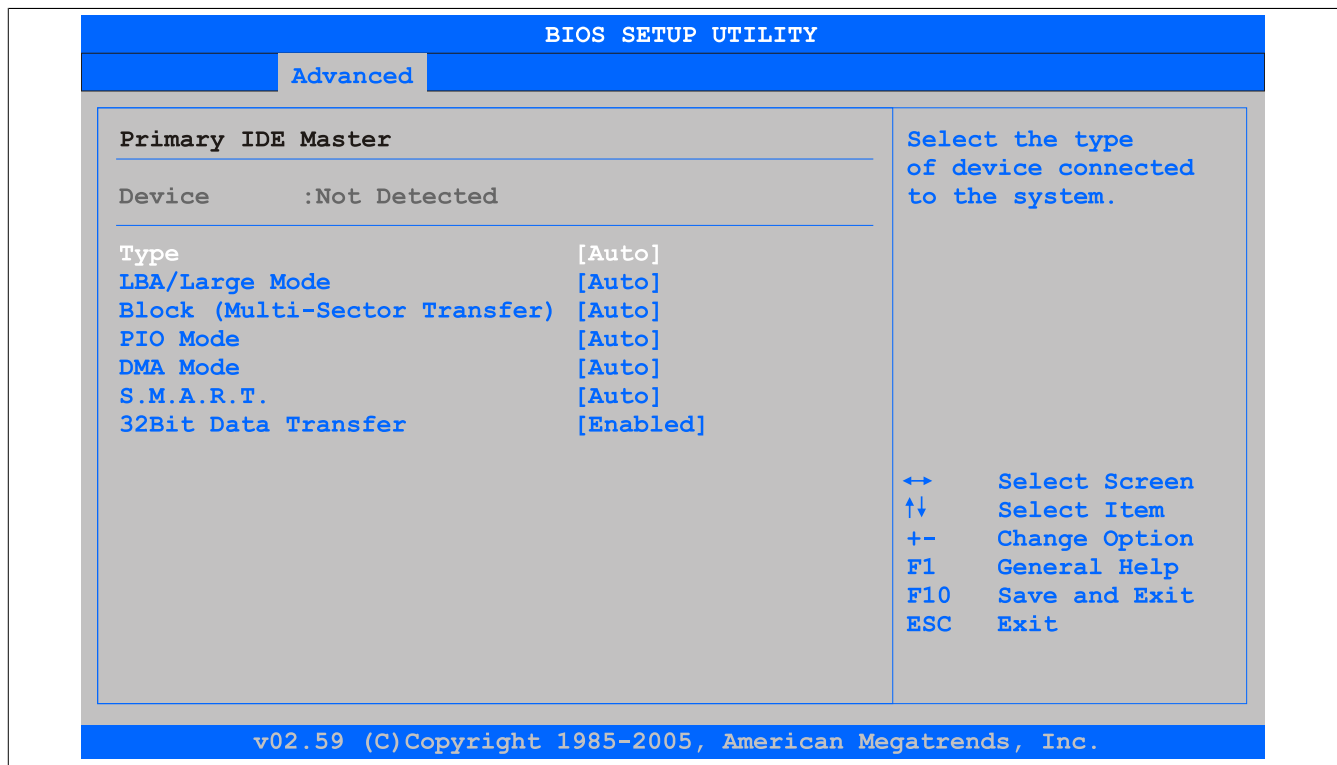 BIOS SETUP UTILITY
Advanced
Primary IDE Master
Device :Not Detected
Type [Auto]
LBA/Large Mode [Auto]
Block (Multi-Sector Transfer) [Auto]
PIO Mode [Auto]
DMA Mode [Auto]
S.M.A.R.T. [Auto]
32Bit Data Transfer [Enabled]
Select the type
of device connected
to the system.
↔ Select Screen
↑↓ Select Item
+- Change Option
F1 General Help
F10 Save and Exit
ESC Exit
v02.59 (C)Copyright 1985-2005, American Megatrends, Inc.